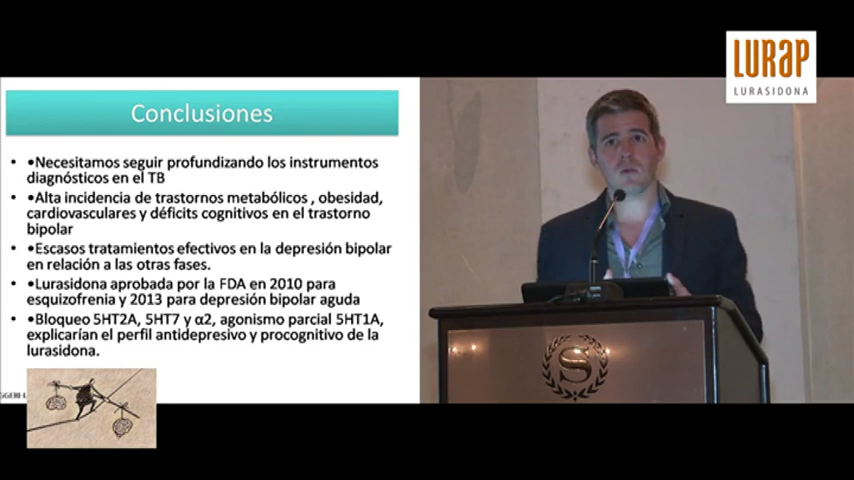 LURAP
LURASIDONA
Conclusiones
• •Necesitamos seguir profundizando los instrumentos
diagnósticos en el TB
• •Alta incidencia de trastornos metabólicos , obesidad,
cardiovasculares y déficits cognitivos en el trastorno
bipolar
• •Escasos tratamientos efectivos en la depresión bipolar
en relación a las otras fases.
• •Lurasidona aprobada por la FDA en 2010 para
esquizofrenia y 2013 para depresión bipolar aguda
• •Bloqueo 5HT2A, 5HT7 y α2, agonismo parcial 5HT1A,
explicarían el perfil antidepresivo y procognitivo de la
lurasidona.
S